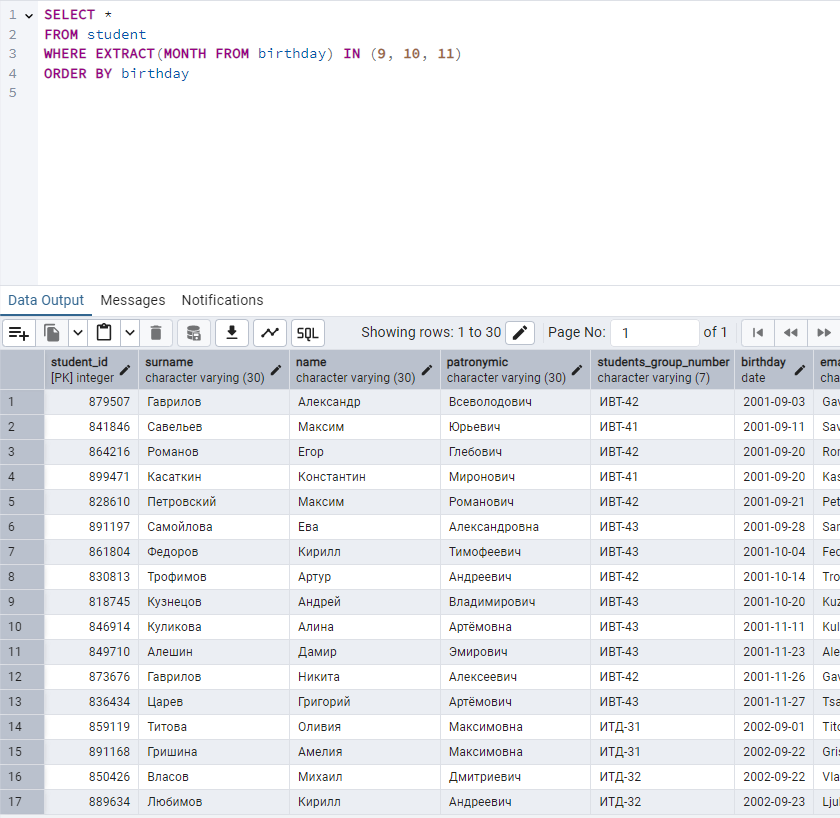 1 SELECT *
2 FROM student
3 WHERE EXTRACT(MONTH FROM birthday) IN (9, 10, 11)
4 ORDER BY birthday
5
Data Output Messages Notifications
SQL Showing rows: 1 to 30 Page No: 1 of 1
student_id surname name patronymic students_group_number birthday ema
[PK] integer character varying (30) character varying (30) character varying (30) character varying (7) date cha
1 879507 Гаврилов Александр Всеволодович ИВТ-42 2001-09-03 Gav
2 841846 Савельев Максим Юрьевич ИВТ-41 2001-09-11 Sav
3 864216 Романов Егор Глебович ИВТ-42 2001-09-20 Ror
4 899471 Касаткин Константин Миронович ИВТ-41 2001-09-20 Kas
5 828610 Петровский Максим Романович ИВТ-42 2001-09-21 Pet
6 891197 Самойлова Ева Александровна ИВТ-43 2001-09-28 Sar
7 861804 Федоров Кирилл Тимофеевич ИВТ-43 2001-10-04 Fec
8 830813 Трофимов Артур Андреевич ИВТ-42 2001-10-14 Tro
9 818745 Кузнецов Андрей Владимирович ИВТ-43 2001-10-20 Kuz
10 846914 Куликова Алина Артёмовна ИВТ-43 2001-11-11 Kul
11 849710 Алешин Дамир Эмирович ИВТ-43 2001-11-23 Ale
12 873676 Гаврилов Никита Алексеевич ИВТ-42 2001-11-26 Gav
13 836434 Царев Григорий Артёмович ИВТ-43 2001-11-27 Tsa
14 859119 Титова Оливия Максимовна ИТД-31 2002-09-01 Tito
15 891168 Гришина Амелия Максимовна ИТД-31 2002-09-22 Gri
16 850426 Власов Михаил Дмитриевич ИТД-32 2002-09-22 Vla
17 889634 Любимов Кирилл Андреевич ИТД-32 2002-09-23 Lju